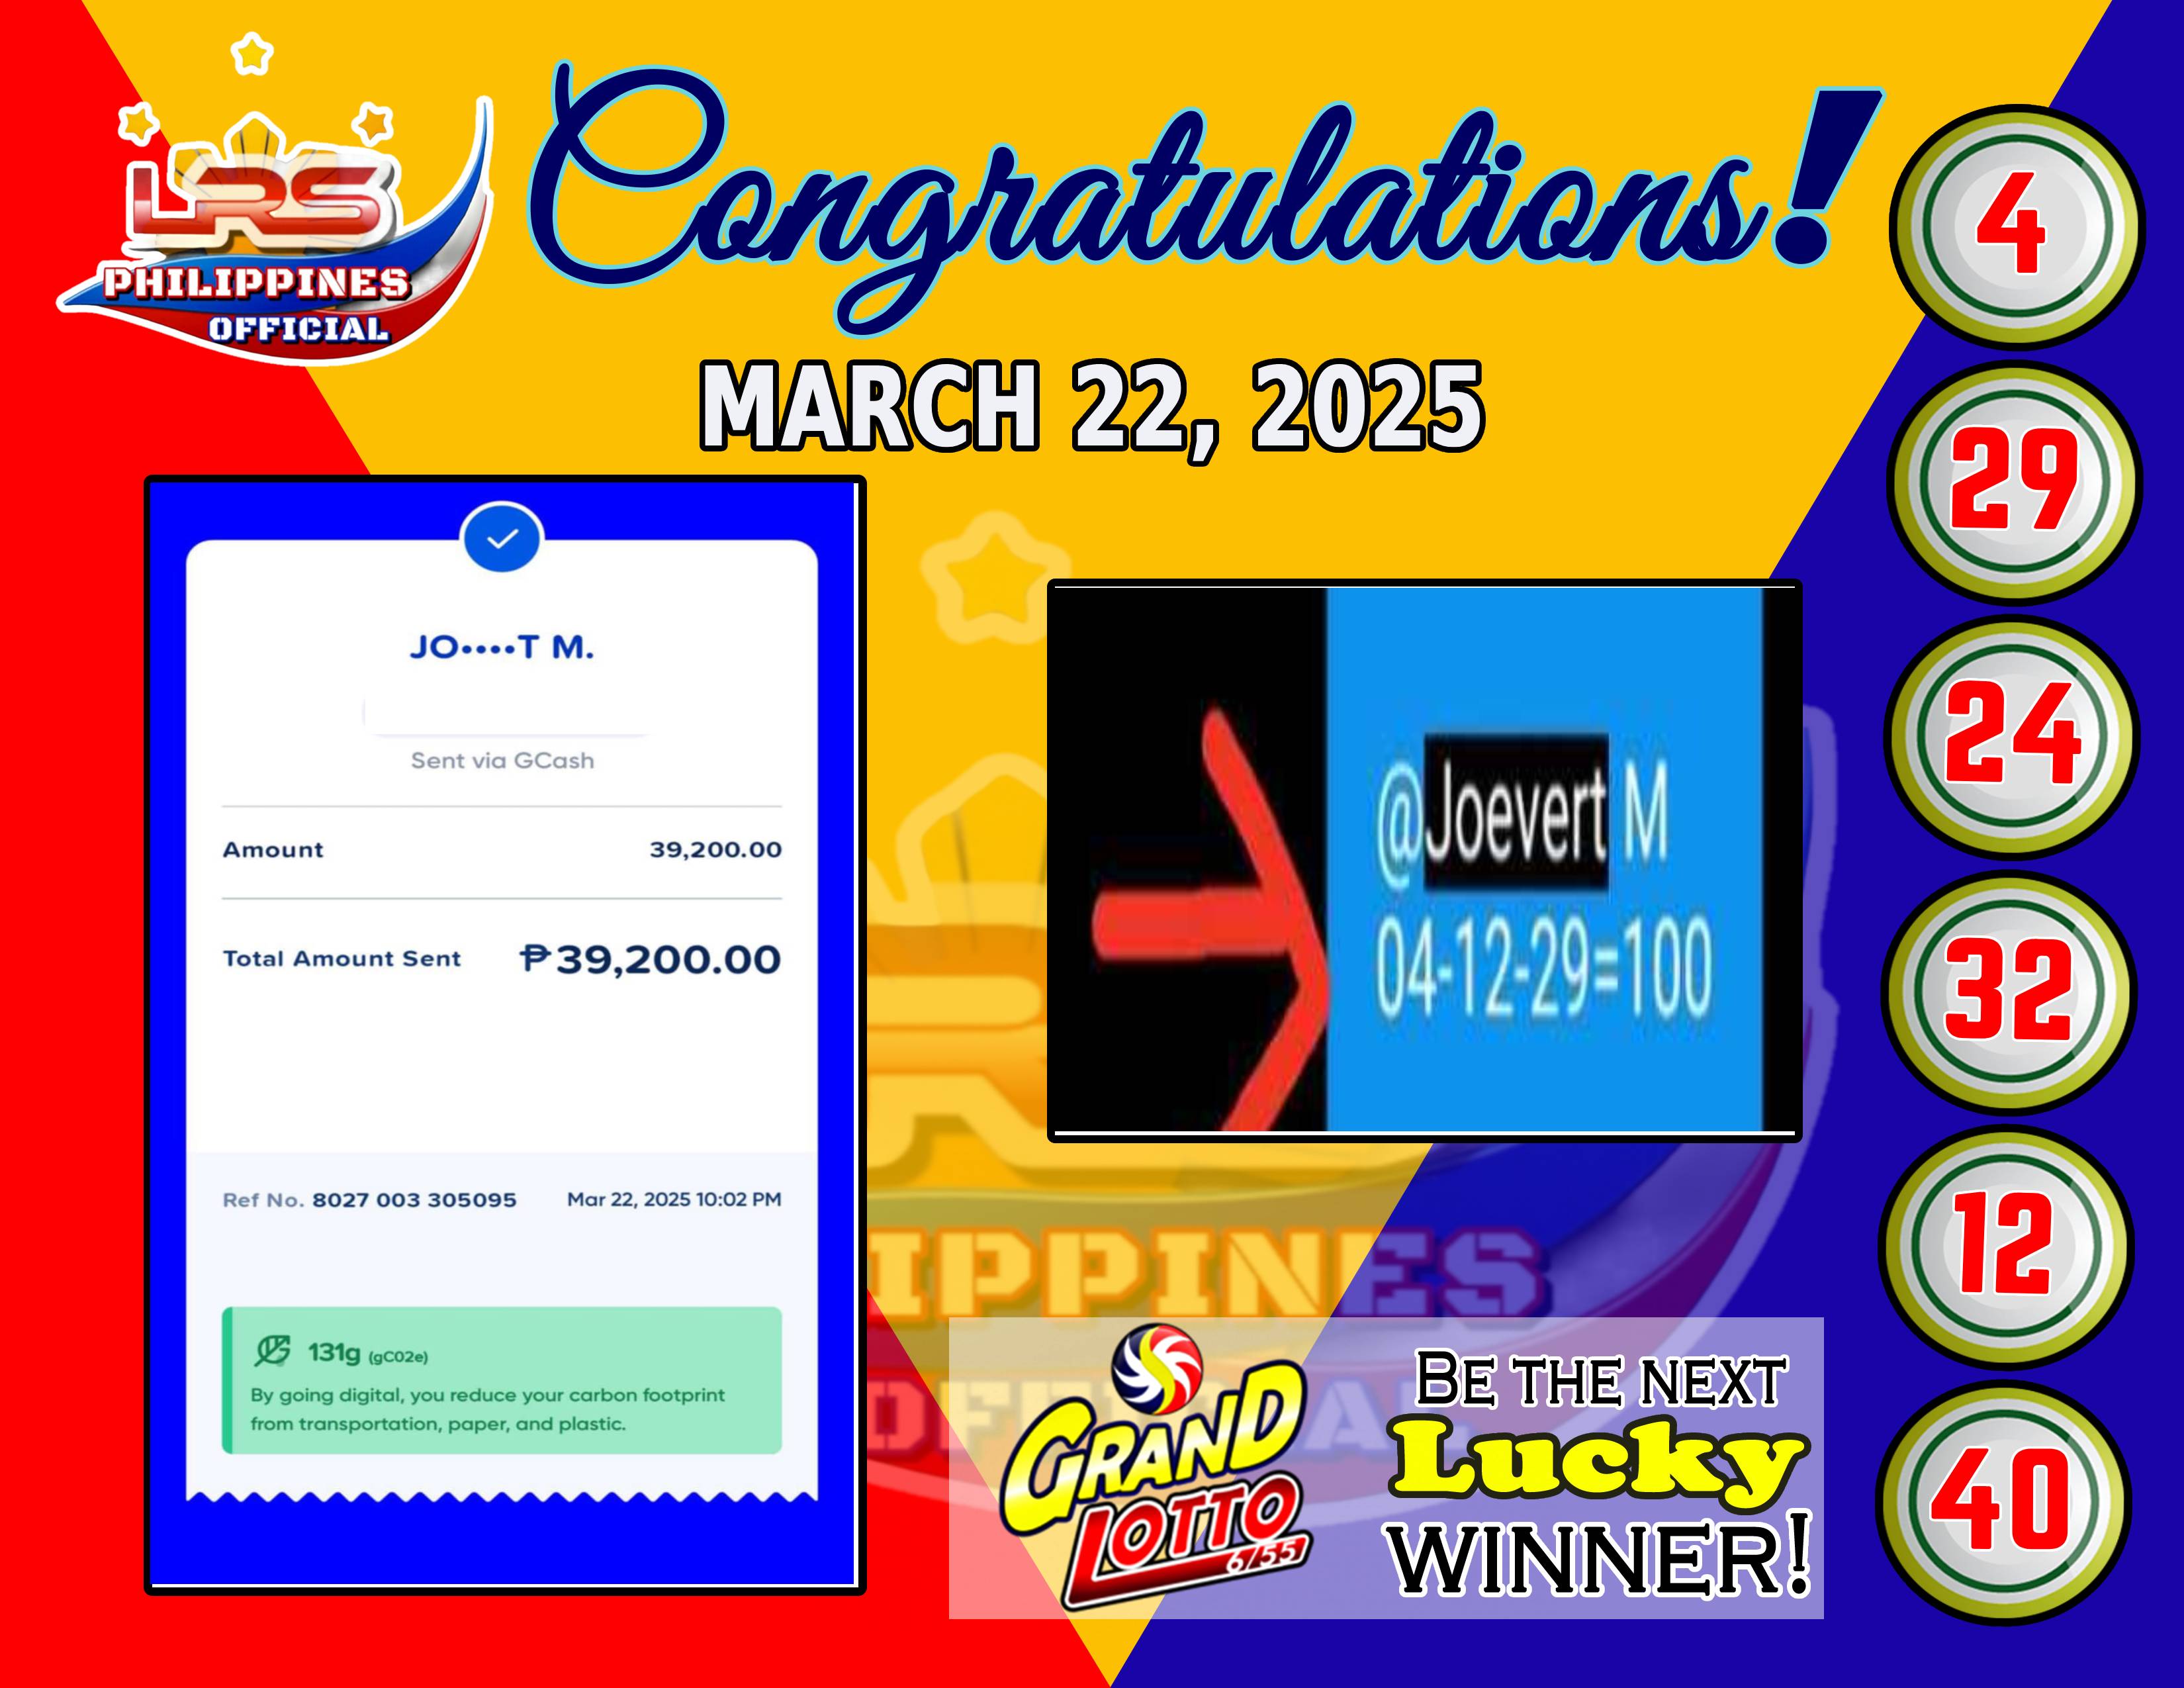 LRS
PHILIPPINES
OFFICIAL
Congratulations!
MARCH 22, 2025
JO••••T M.
Sent via GCash
Amount 39,200.00
Total Amount Sent ₱39,200.00
Ref No. 8027 003 305095 Mar 22, 2025 10:02 PM
131g (gCO2e)
By going digital, you reduce your carbon footprint
from transportation, paper, and plastic.
@Joevert M
04-12-29=100
IPPINES
GRAND
LOTTO
6/55
BE THE NEXT
Lucky
WINNER!
4
29
24
32
12
40